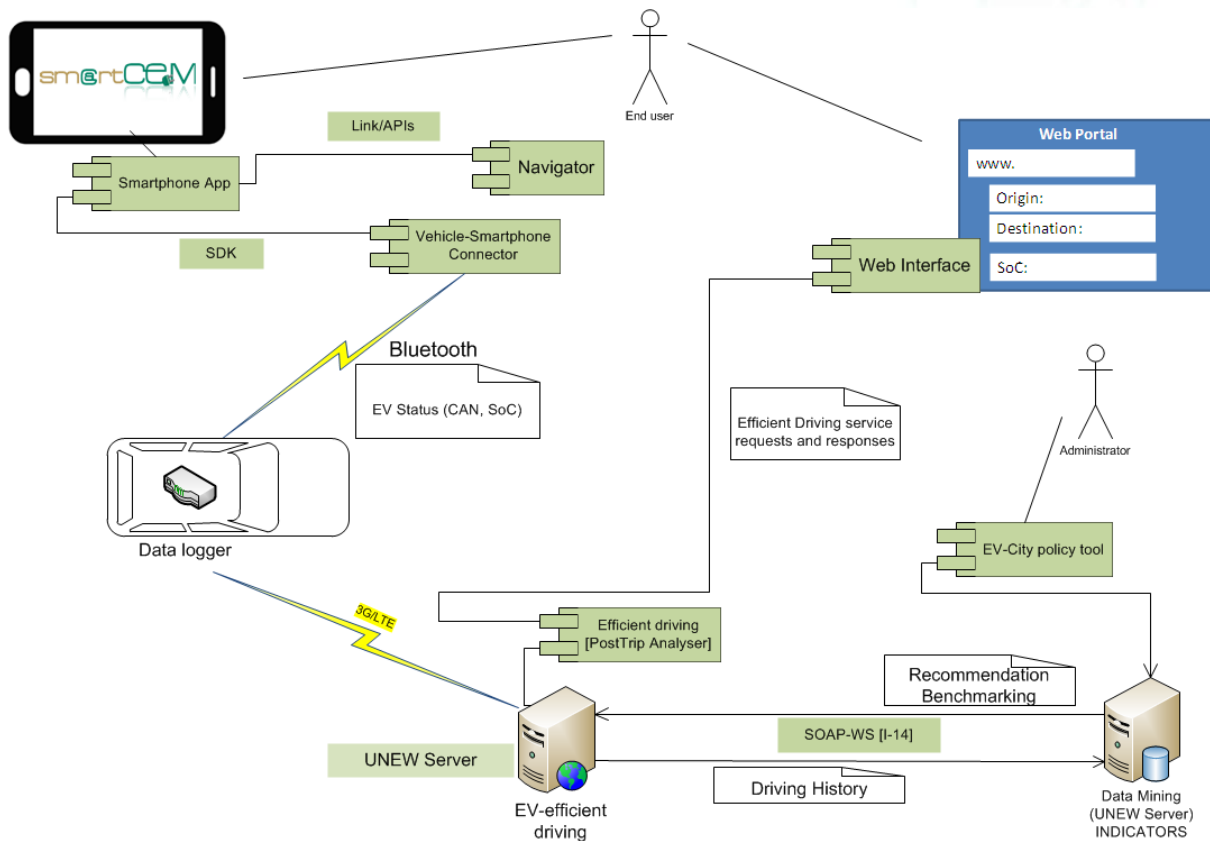 sm@rtCEM
End user
Link/APIs
Web Portal
www.
Smartphone App
Navigator
Origin:
Destination:
SDK
Vehicle-Smartphone
Connector
Web Interface
SoC:
Bluetooth
EV Status (CAN, SoC)
Efficient Driving service
requests and responses
Administrator
Data logger
EV-City policy tool
3G/LTE
Efficient driving
[PostTrip Analyser]
Recommendation
Benchmarking
SOAP-WS [I-14]
UNEW Server
Driving History
EV-efficient
driving
Data Mining
(UNEW Server)
INDICATORS